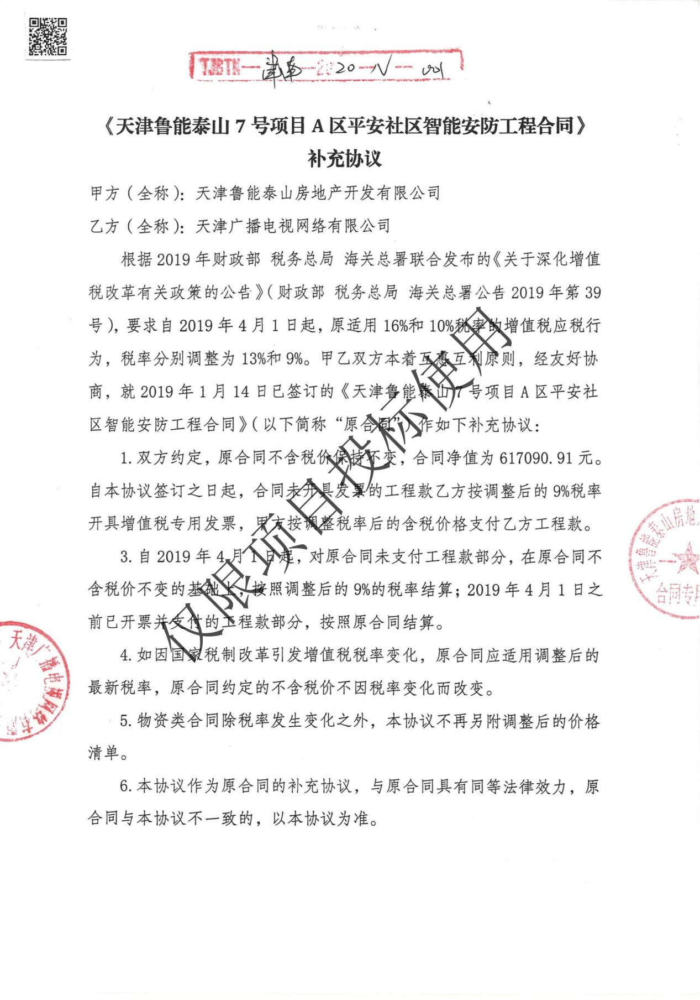 TJBTN—津南—2020—八—001
《天津鲁能泰山7号项目A区平安社区智能安防工程合同》
补充协议
甲方(全称):天津鲁能泰山房地产开发有限公司
乙方(全称):天津广播电视网络有限公司
根据2019年财政部 税务总局 海关总署联合发布的《关于深化增值
税改革有关政策的公告》(财政部 税务总局 海关总署公告2019年第39
号),要求自2019年4月1日起,原适用16%和10%税率的增值税应税行
为,税率分别调整为13%和9%。甲乙双方本着互惠互利原则,经友好协
商,就2019年1月14日已签订的《天津鲁能泰山7号项目A区平安社
区智能安防工程合同》(以下简称“原合同”)作如下补充协议:
1.双方约定,原合同不含税价保持不变,合同净值为617090.91元。
自本协议签订之日起,合同未开具发票的工程款乙方按调整后的9%税率
开具增值税专用发票,甲方按调整税率后的含税价格支付乙方工程款。
3.自2019年4月1日起,对原合同未支付工程款部分,在原合同不
含税价不变的基础上,按照调整后的9%的税率结算;2019年4月1日之
前已开票并支付的工程款部分,按照原合同结算。
4.如因国家税制改革引发增值税税率变化,原合同应适用调整后的
最新税率,原合同约定的不含税价不因税率变化而改变。
5.物资类合同除税率发生变化之外,本协议不再另附调整后的价格
清单。
6.本协议作为原合同的补充协议,与原合同具有同等法律效力,原
合同与本协议不一致的,以本协议为准。
仅限项目投标使用
天津鲁能泰山房地
合同专用
天津广播电视网络有限